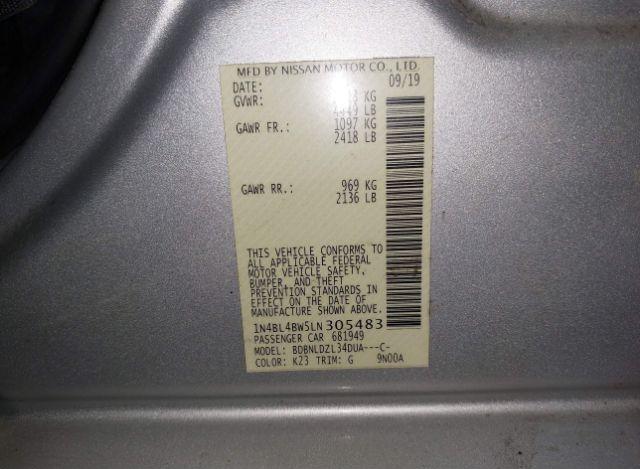 MFD BY NISSAN MOTOR CO., LTD.
DATE: 09/19
GVWR: KG
4449 LB
GAWR FR.: 1097 KG
2418 LB
GAWR RR.: 969 KG
2136 LB
THIS VEHICLE CONFORMS TO
ALL APPLICABLE FEDERAL
MOTOR VEHICLE SAFETY,
BUMPER, AND THEFT
PREVENTION STANDARDS IN
EFFECT ON THE DATE OF
MANUFACTURE SHOWN ABOVE.
1N4BL4BW5LN305483
PASSENGER CAR 681949
MODEL: BDBNLDZL34DUA---C-
COLOR: K23 TRIM: G 9N00A